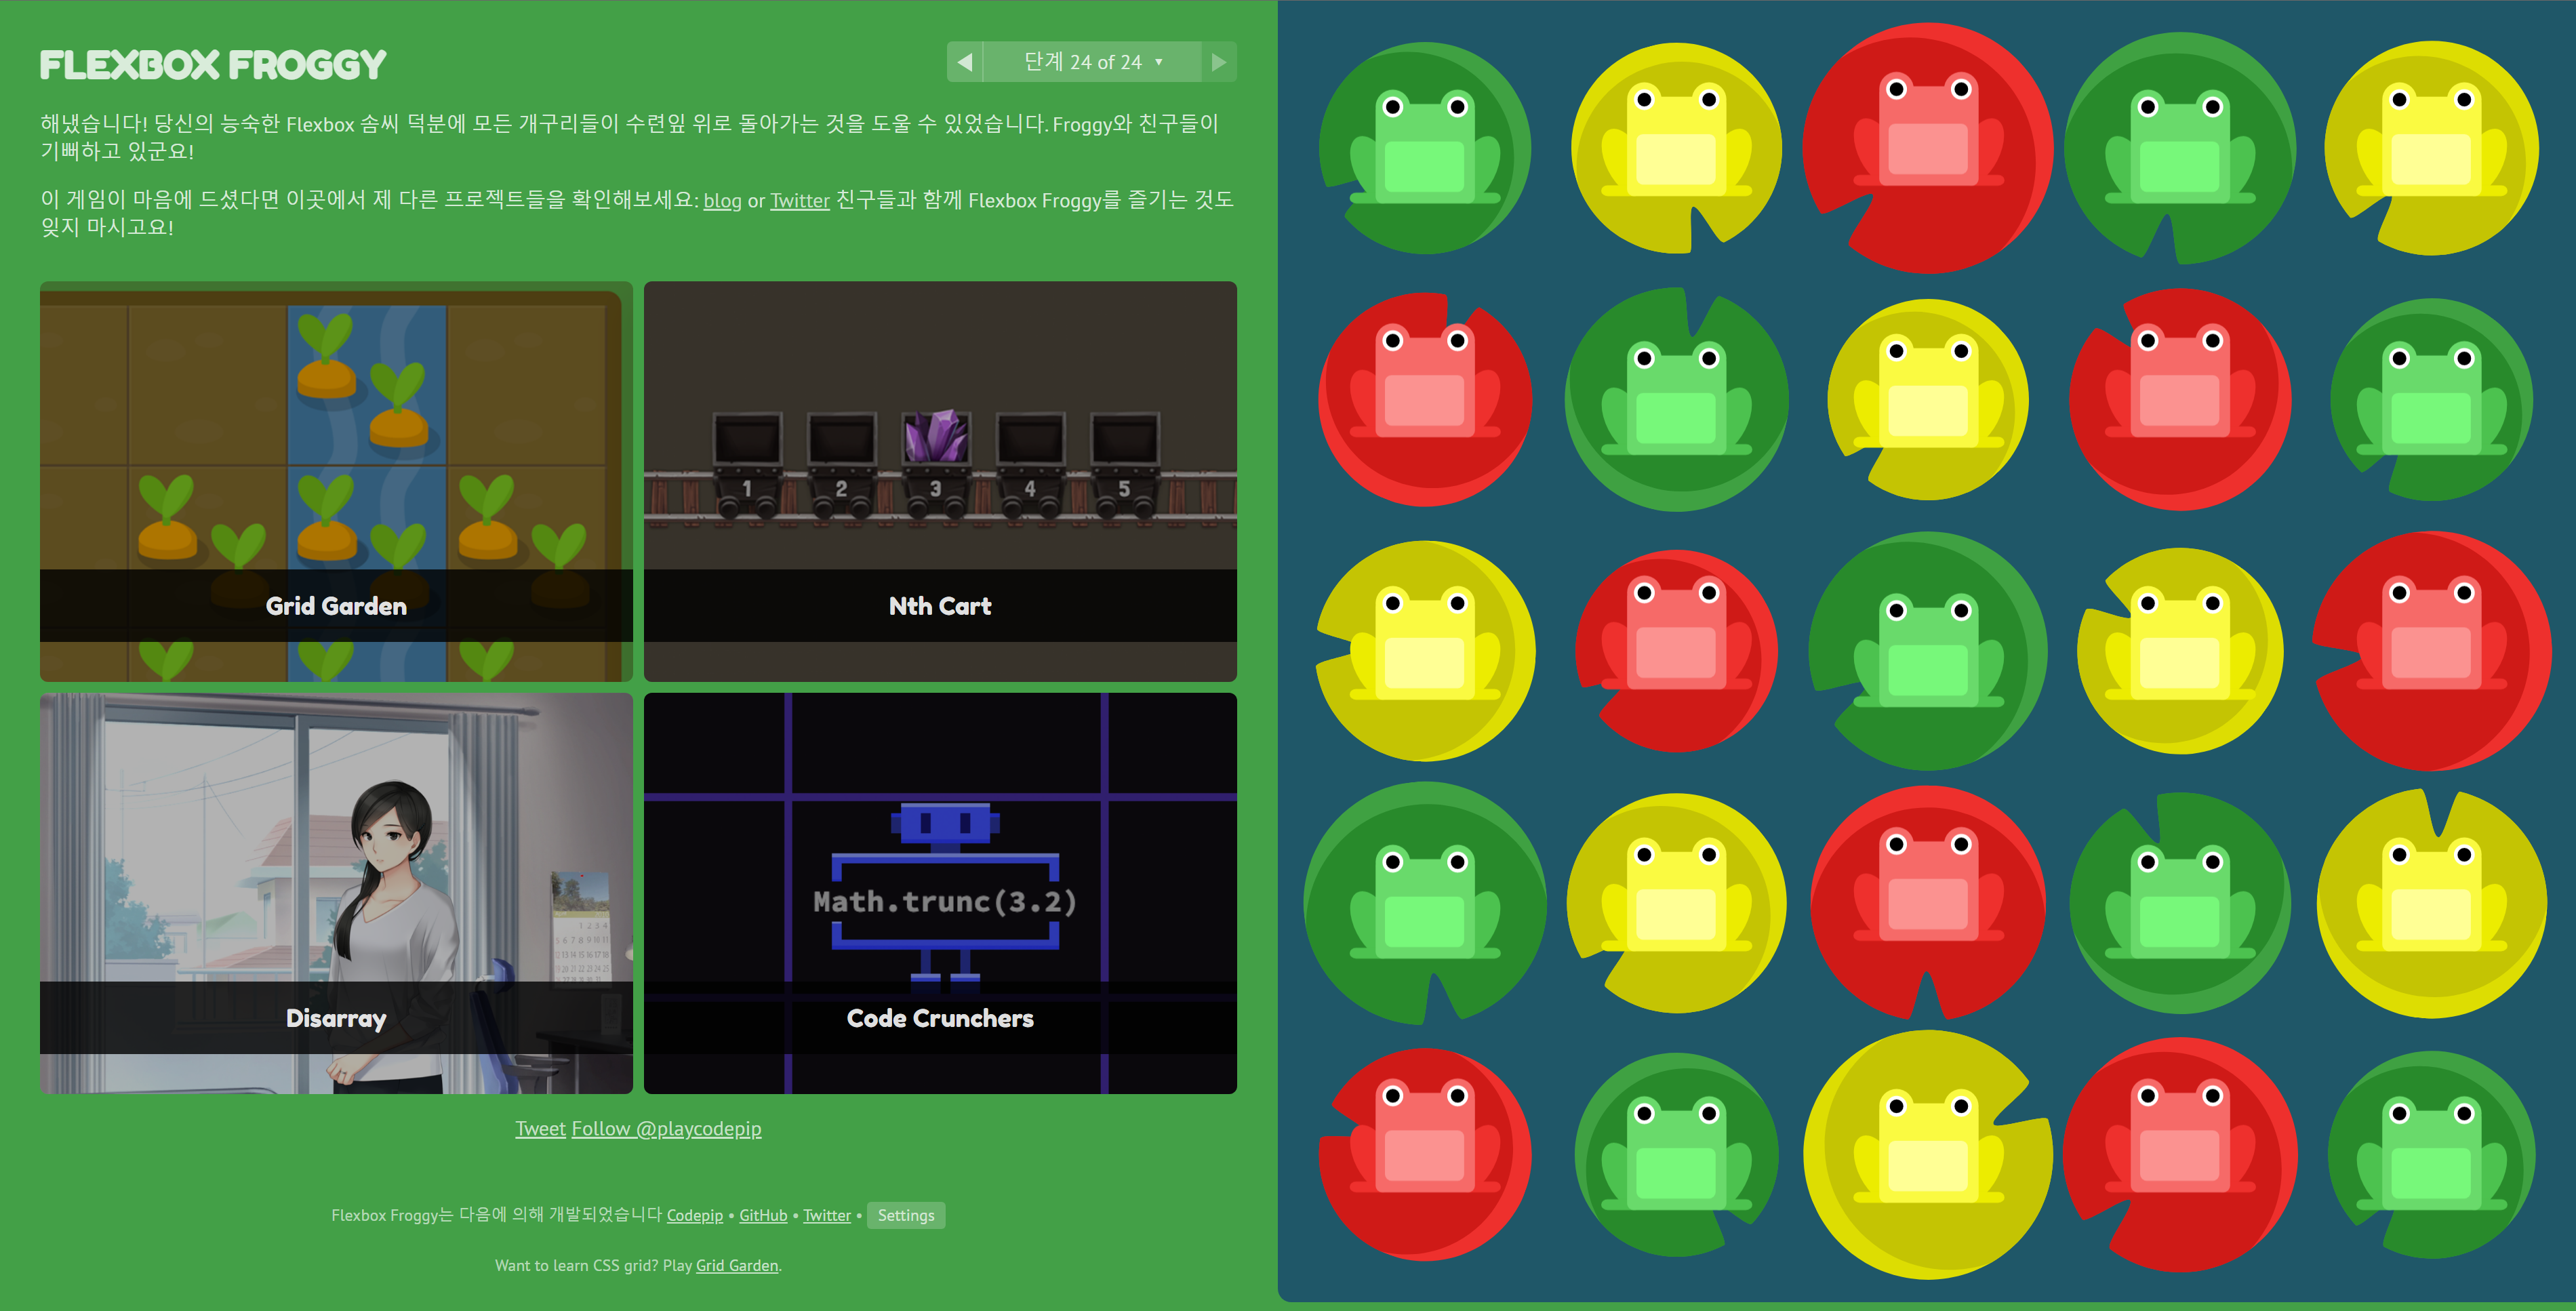 FLEXBOX FROGGY
단계 24 of 24 ▼
해냈습니다! 당신의 능숙한 Flexbox 솜씨 덕분에 모든 개구리들이 수련잎 위로 돌아가는 것을 도울 수 있었습니다. Froggy와 친구들이
기뻐하고 있군요!
이 게임이 마음에 드셨다면 이곳에서 제 다른 프로젝트들을 확인해보세요: blog or Twitter 친구들과 함께 Flexbox Froggy를 즐기는 것도
잊지 마시고요!
1 2 3 4 5
Grid Garden
Nth Cart
Math.trunc(3.2)
Disarray
Code Crunchers
Tweet Follow @playcodepip
Flexbox Froggy는 다음에 의해 개발되었습니다 Codepip • GitHub • Twitter • Settings
Want to learn CSS grid? Play Grid Garden.